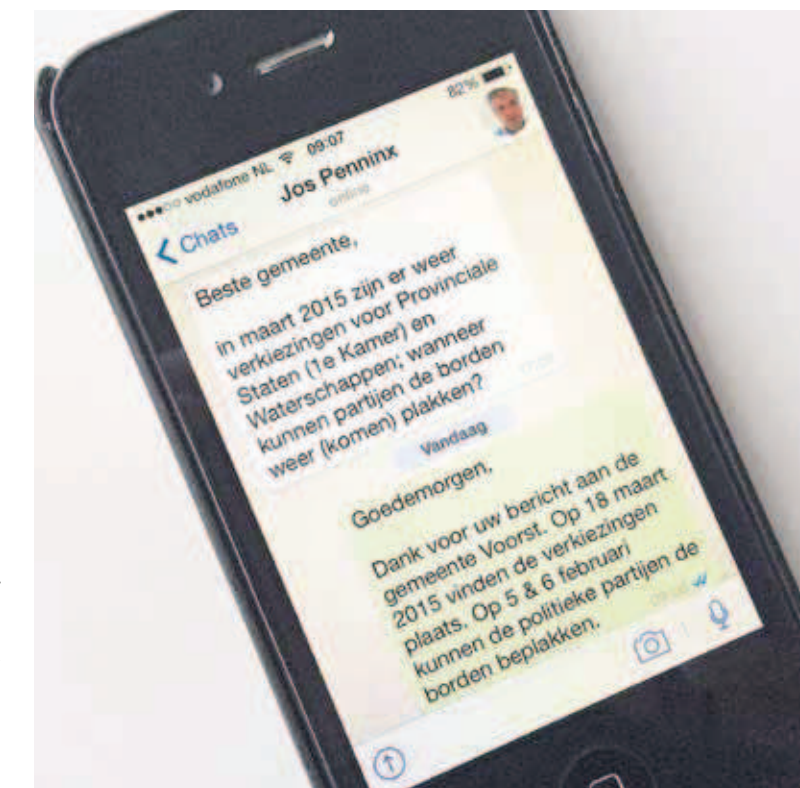 vodafone NL 09:07 82%
Jos Penninx
online
Chats
Beste gemeente,
in maart 2015 zijn er weer
verkiezingen voor Provinciale
Staten (1e Kamer) en
Waterschappen; wanneer
kunnen partijen de borden
weer (komen) plakken?
Vandaag
Goedemorgen,
Dank voor uw bericht aan de
gemeente Voorst. Op 18 maart
2015 vinden de verkiezingen
plaats. Op 5 & 6 februari
kunnen de politieke partijen de
borden beplakken.